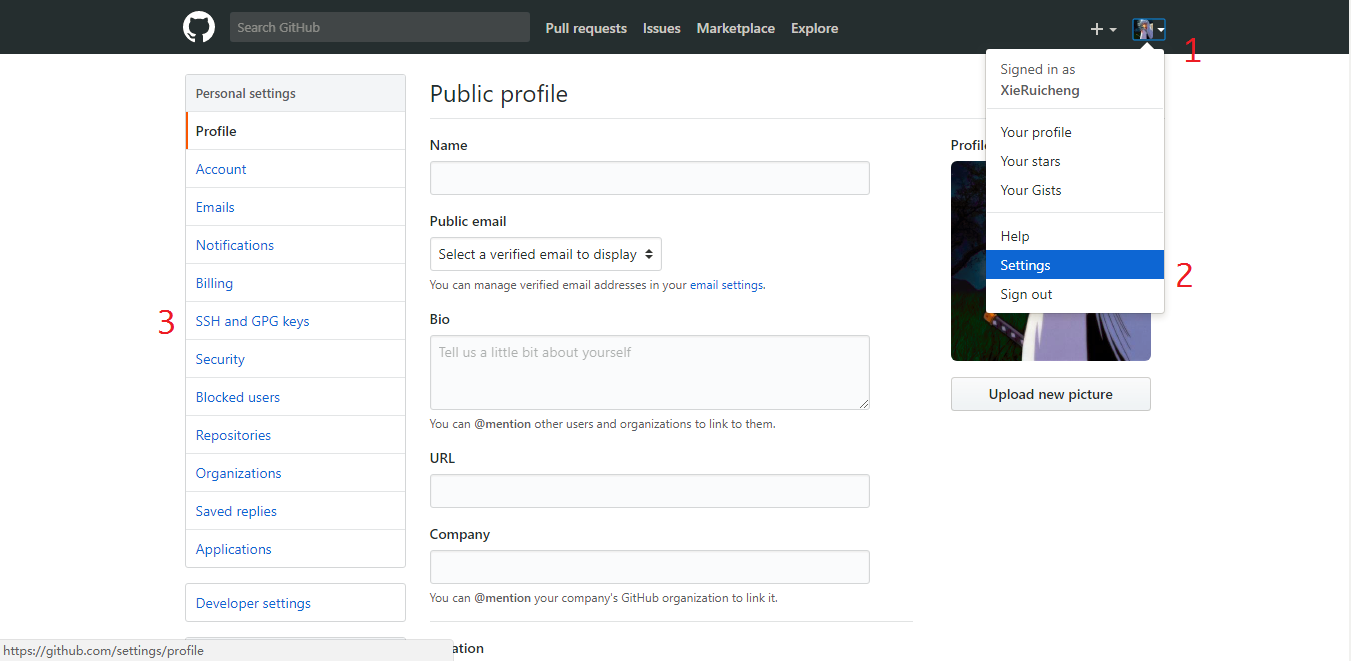 Search GitHub
Pull requests
Issues
Marketplace
Explore
1
Signed in as
XieRuicheng
Your profile
Your stars
Your Gists
Help
Settings
2
Sign out
Personal settings
Profile
Account
Emails
Notifications
Billing
3
SSH and GPG keys
Security
Blocked users
Repositories
Organizations
Saved replies
Applications
Developer settings
Public profile
Name
Public email
Select a verified email to display
You can manage verified email addresses in your email settings.
Bio
Tell us a little bit about yourself
You can @mention other users and organizations to link to them.
URL
Company
You can @mention your company's GitHub organization to link it.
Upload new picture
https://github.com/settings/profile